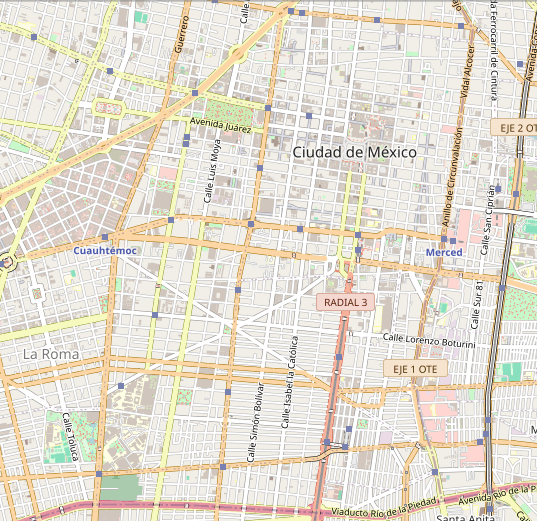 Calle
Guerrero
Vidal Alcocer
la Ferrocarril de Cintura
EJE 2 OT
Avenida Juárez
Calle Luis Moya
Ciudad de México
Anillo de Circunvalación
Calle San Ciprián
Cuauhtémoc
Merced
RADIAL 3
Calle Sur 81
Calle Lorenzo Boturini
La Roma
EJE 1 OTE
Calle Isabel la Católica
Calle Simón Bolívar
Calle Toluca
Viaducto Río de la Piedad
Avenida Río de la P
Santa Anita